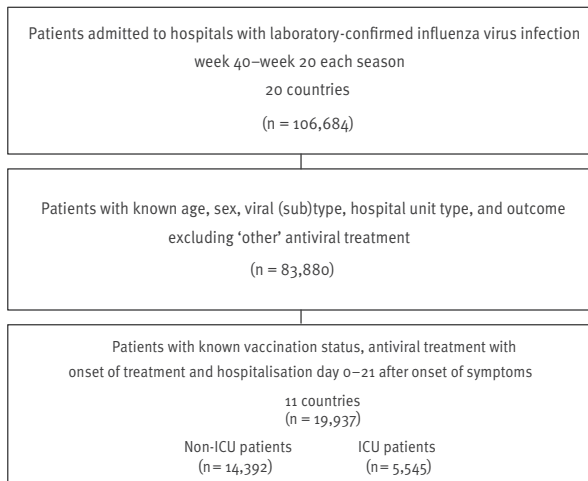 Patients admitted to hospitals with laboratory-confirmed influenza virus infection
week 40–week 20 each season
20 countries
(n = 106,684)
Patients with known age, sex, viral (sub)type, hospital unit type, and outcome
excluding ‘other’ antiviral treatment
(n = 83,880)
Patients with known vaccination status, antiviral treatment with
onset of treatment and hospitalisation day 0–21 after onset of symptoms
11 countries
(n = 19,937)
Non-ICU patients ICU patients
(n= 14,392) (n= 5,545)